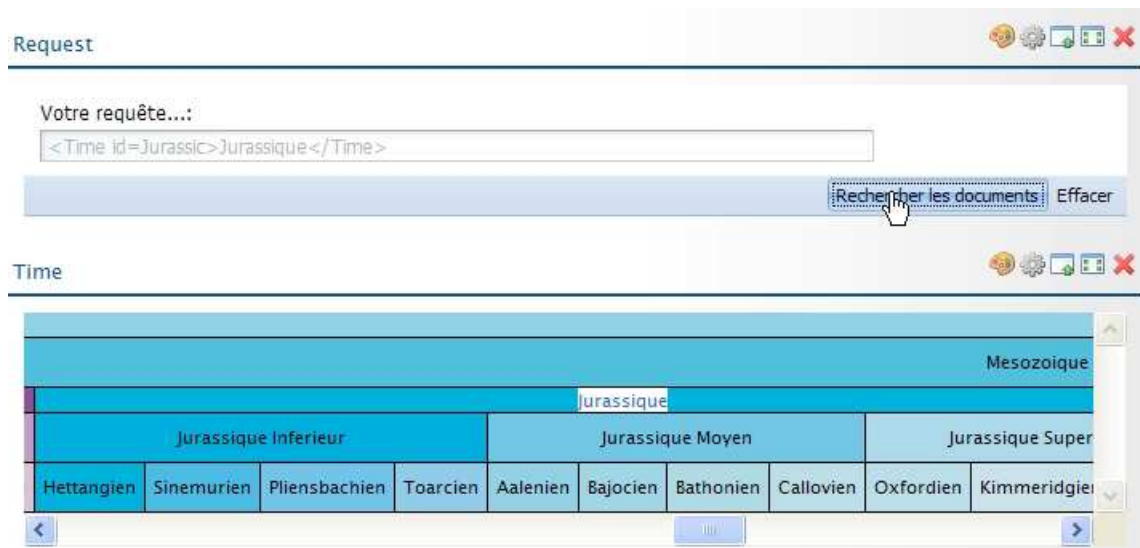 Request
Votre requête...:
<Time id=Jurassic>Jurassique</Time>
Rechercher les documents Effacer
Time
Mesozoique
Jurassique
Jurassique Inferieur Jurassique Moyen Jurassique Super
Hettangien Sinemurien Pliensbachien Toarcien Aalenien Bajocien Bathonien Callovien Oxfordien Kimmeridgie